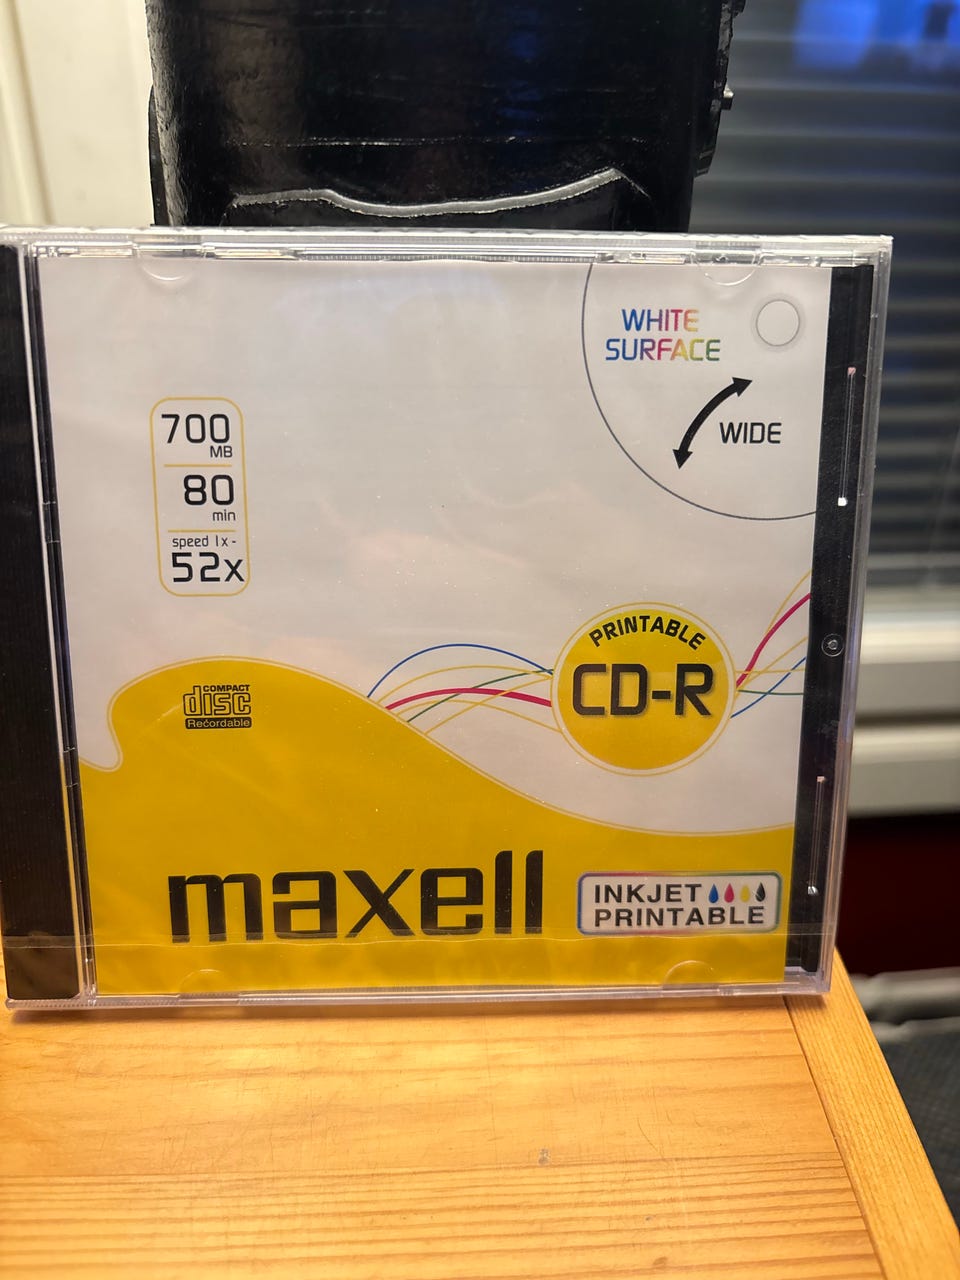 WHITE
SURFACE
WIDE
700
MB
80
min
speed 1x-
52x
PRINTABLE
CD-R
COMPACT
disc
Recordable
maxell
INKJET
PRINTABLE